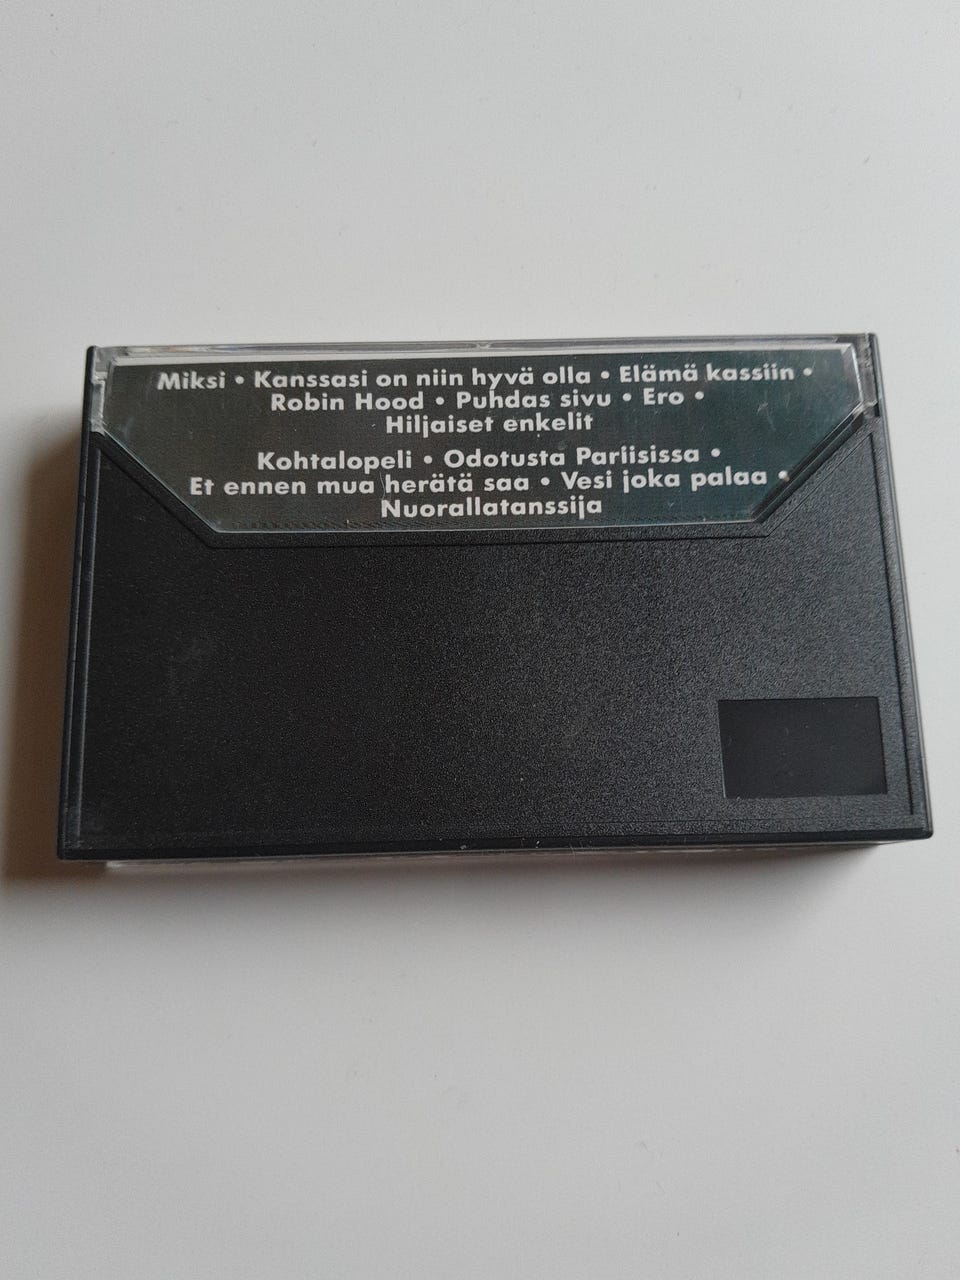 Miksi • Kanssasi on niin hyvä olla • Elämä kassiin •
Robin Hood • Puhdas sivu • Ero •
Hiljaiset enkelit
Kohtalopeli • Odotusta Pariisissa •
Et ennen mua herätä saa • Vesi joka palaa •
Nuorallatanssija